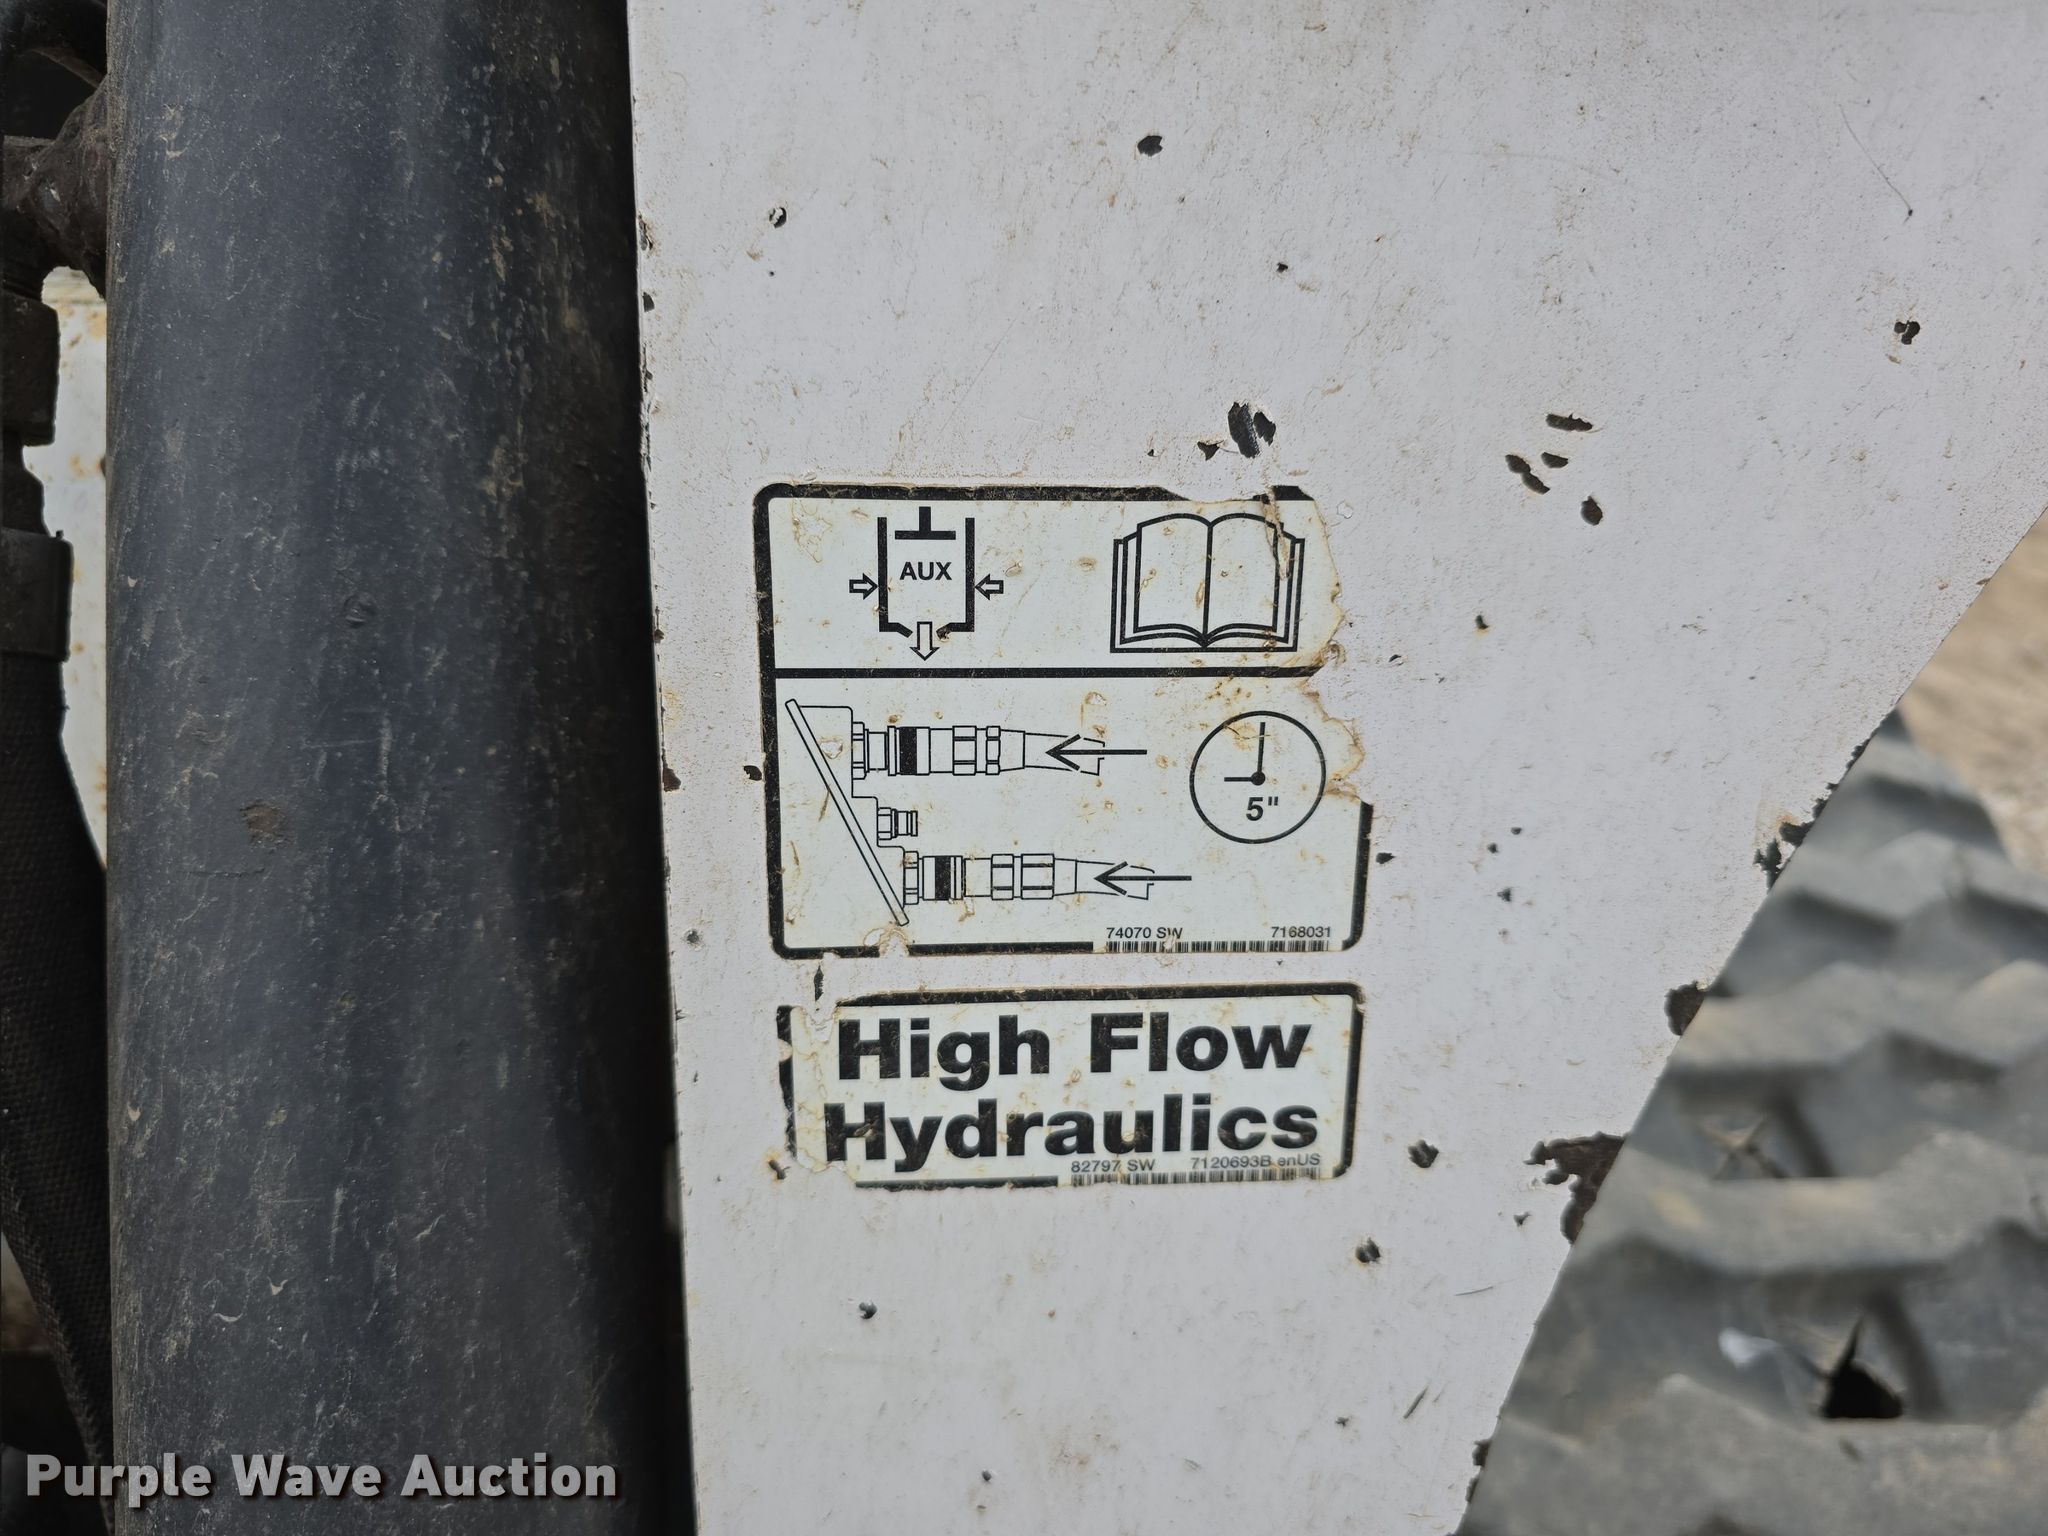 AUX
5"
74070 SW 7168031
High Flow
Hydraulics
82797 SW 7120693B enUS
Purple Wave Auction